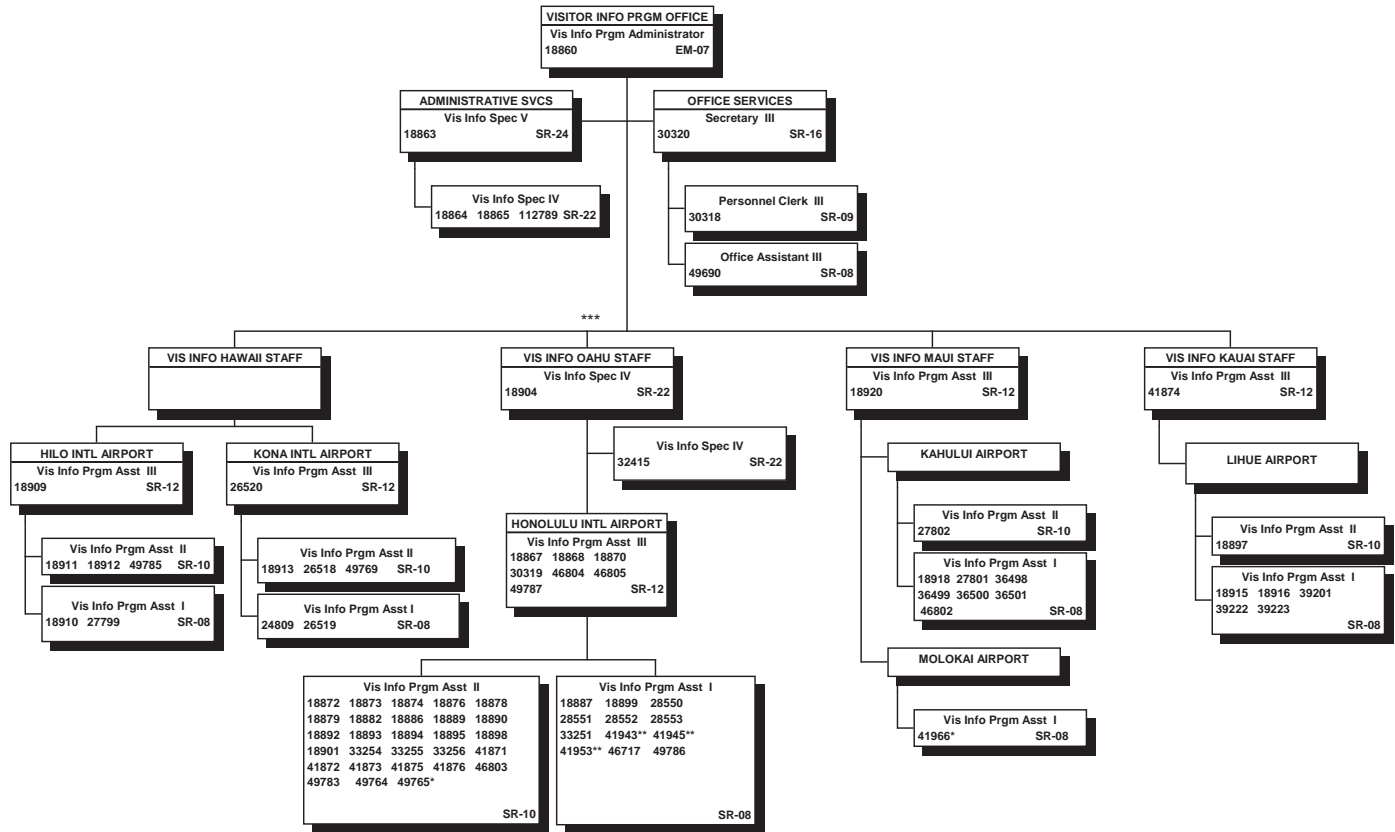 VISITOR INFO PRGM OFFICE
Vis Info Prgm Administrator
18860 EM-07
ADMINISTRATIVE SVCS
Vis Info Spec V
18863 SR-24
Vis Info Spec IV
18864 18865 112789 SR-22
OFFICE SERVICES
Secretary III
30320 SR-16
Personnel Clerk III
30318 SR-09
Office Assistant III
49690 SR-08
***
VIS INFO HAWAII STAFF
HILO INTL AIRPORT
Vis Info Prgm Asst III
18909 SR-12
Vis Info Prgm Asst II
18911 18912 49785 SR-10
Vis Info Prgm Asst I
18910 27799 SR-08
KONA INTL AIRPORT
Vis Info Prgm Asst III
26520 SR-12
Vis Info Prgm Asst II
18913 26518 49769 SR-10
Vis Info Prgm Asst I
24809 26519 SR-08
VIS INFO OAHU STAFF
Vis Info Spec IV
18904 SR-22
Vis Info Spec IV
32415 SR-22
HONOLULU INTL AIRPORT
Vis Info Prgm Asst III
18867 18868 18870
30319 46804 46805
49787 SR-12
Vis Info Prgm Asst II
18872 18873 18874 18876 18878
18879 18882 18886 18889 18890
18892 18893 18894 18895 18898
18901 33254 33255 33256 41871
41872 41873 41875 41876 46803
49783 49764 49765*
SR-10
Vis Info Prgm Asst I
18887 18899 28550
28551 28552 28553
33251 41943** 41945**
41953** 46717 49786
SR-08
VIS INFO MAUI STAFF
Vis Info Prgm Asst III
18920 SR-12
KAHULUI AIRPORT
Vis Info Prgm Asst II
27802 SR-10
Vis Info Prgm Asst I
18918 27801 36498
36499 36500 36501
46802 SR-08
MOLOKAI AIRPORT
Vis Info Prgm Asst I
41966* SR-08
VIS INFO KAUAI STAFF
Vis Info Prgm Asst III
41874 SR-12
LIHUE AIRPORT
Vis Info Prgm Asst II
18897 SR-10
Vis Info Prgm Asst I
18915 18916 39201
39222 39223
SR-08